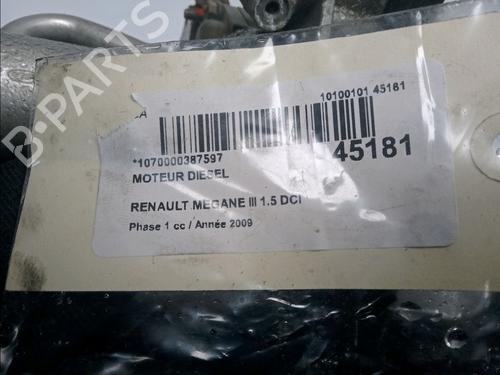 A
10100101 45181
*1070000387597
45181
MOTEUR DIESEL
RENAULT MEGANE III 1.5 DCI
Phase 1 cc / Année 2009
B-PARTS